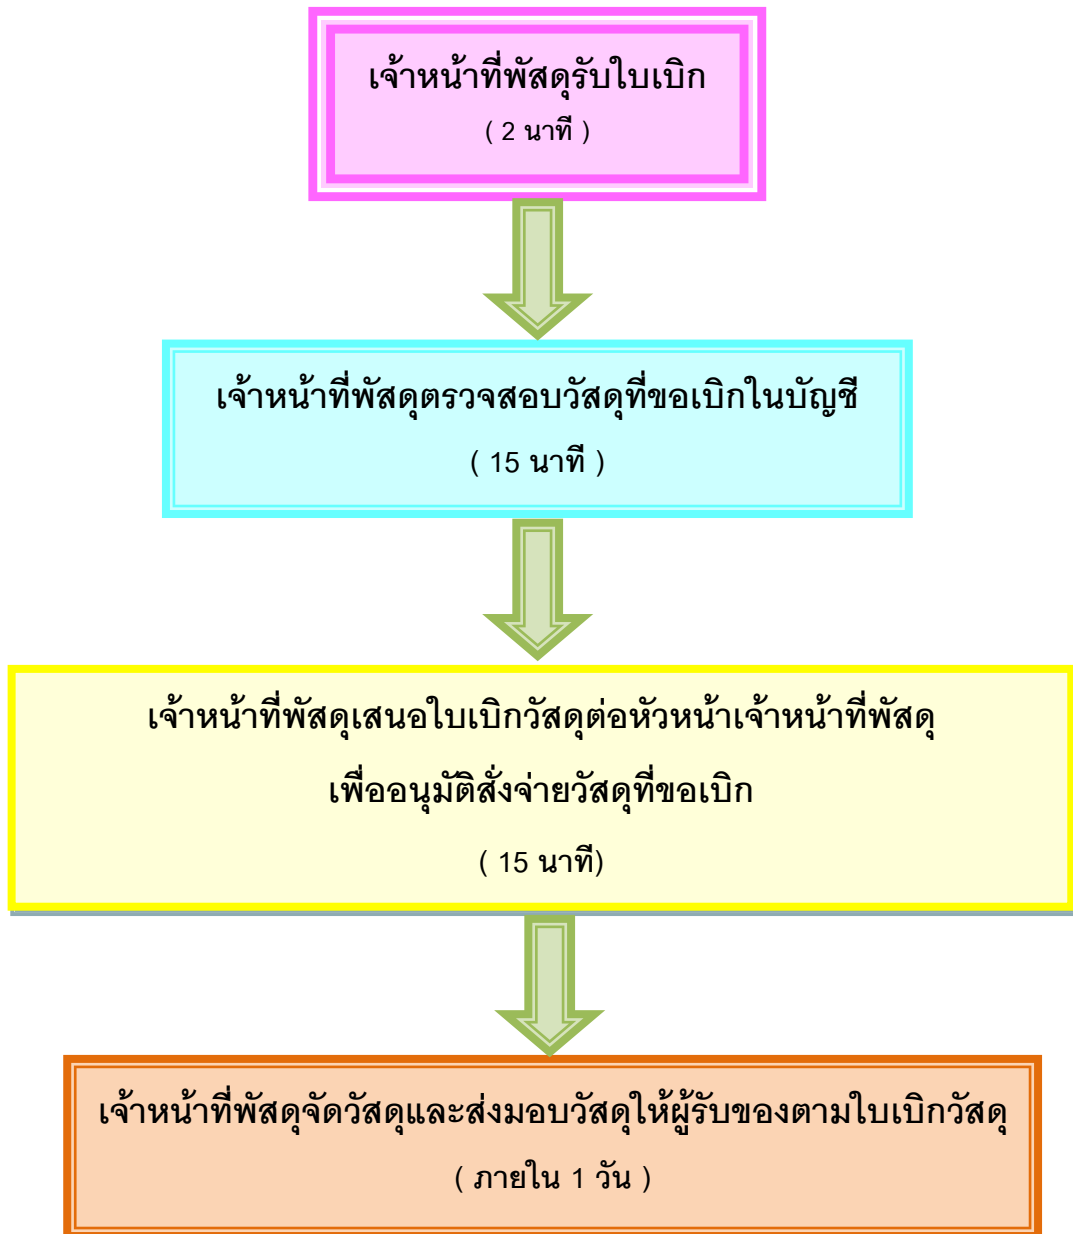 เจ้าหน้าที่พัสดุรับใบเบิก
( 2 นาที )
เจ้าหน้าที่พัสดุตรวจสอบวัสดุที่ขอเบิกในบัญชี
( 15 นาที )
เจ้าหน้าที่พัสดุเสนอใบเบิกวัสดุต่อหัวหน้าเจ้าหน้าที่พัสดุ
เพื่ออนุมัติสั่งจ่ายวัสดุที่ขอเบิก
( 15 นาที)
เจ้าหน้าที่พัสดุจัดวัสดุและส่งมอบวัสดุให้ผู้รับของตามใบเบิกวัสดุ
( ภายใน 1 วัน )